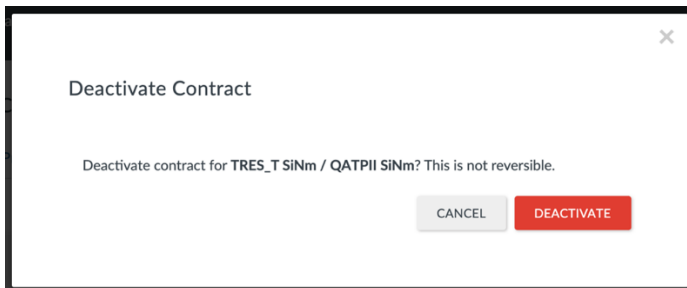 Deactivate Contract
Deactivate contract for TRES_T SiNm / QATPII SiNm? This is not reversible.
CANCEL DEACTIVATE